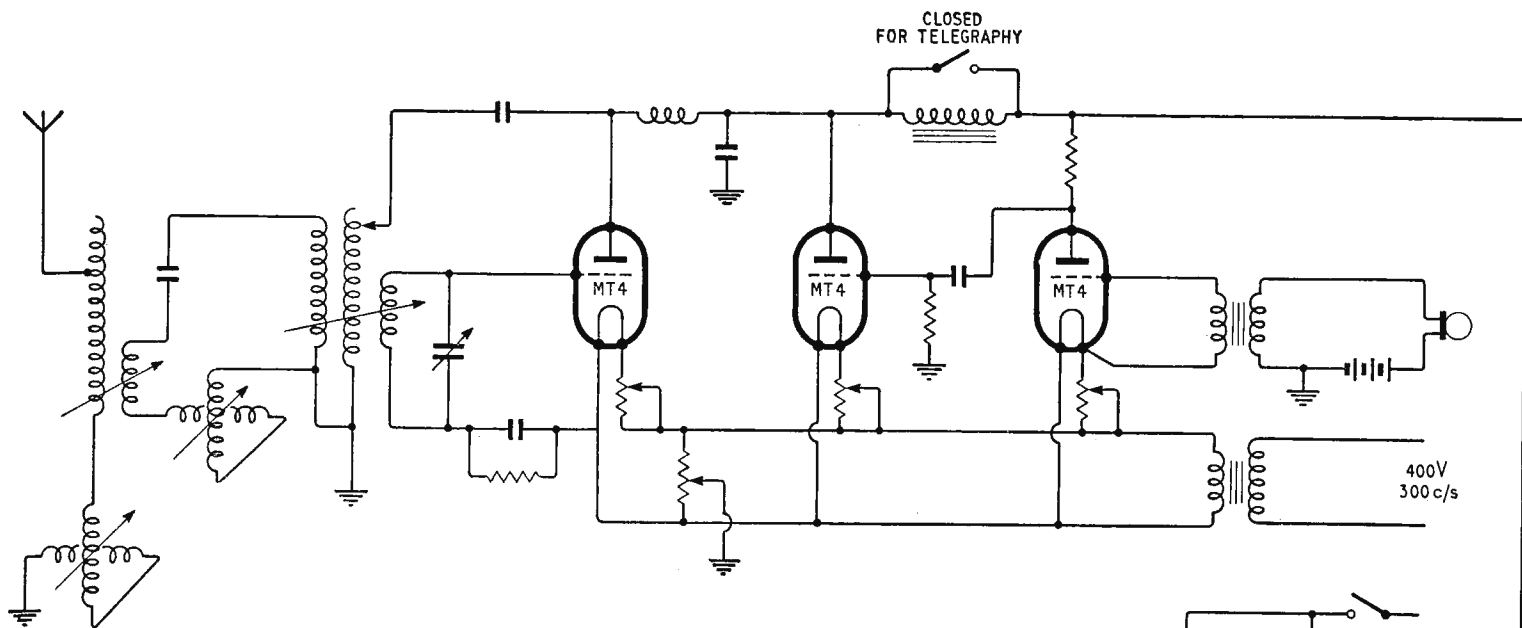 CLOSED
FOR TELEGRAPHY
MT4
MT4
MT4
400V
300c/s